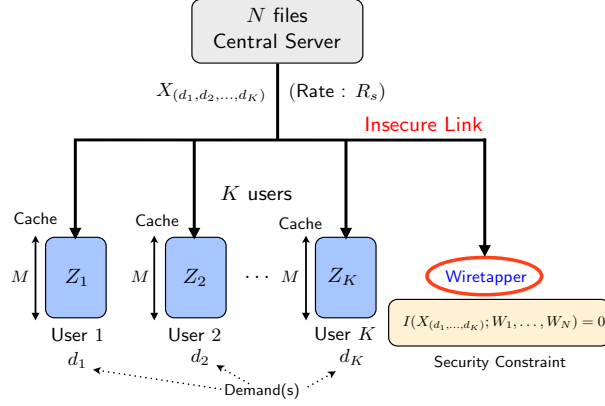 N files
Central Server
X_{(d_1,d_2,...,d_K)} (Rate : R_s)
Insecure Link
K users
Cache Cache Cache
M Z_1 M Z_2 ... M Z_K Wiretapper
I(X_{(d_1,...,d_K)}; W_1, ..., W_N) = 0
User 1 User 2 User K Security Constraint
d_1 d_2 d_K
Demand(s)